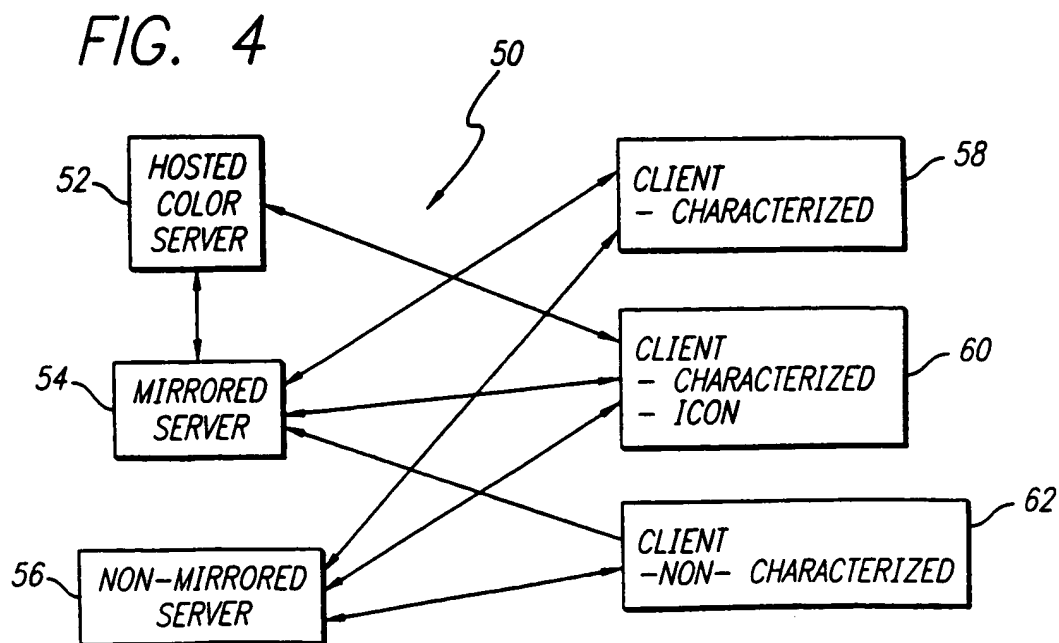 FIG. 4
50
52
HOSTED
COLOR
SERVER
58
CLIENT
- CHARACTERIZED
54
MIRRORED
SERVER
60
CLIENT
- CHARACTERIZED
- ICON
56
NON-MIRRORED
SERVER
62
CLIENT
-NON- CHARACTERIZED